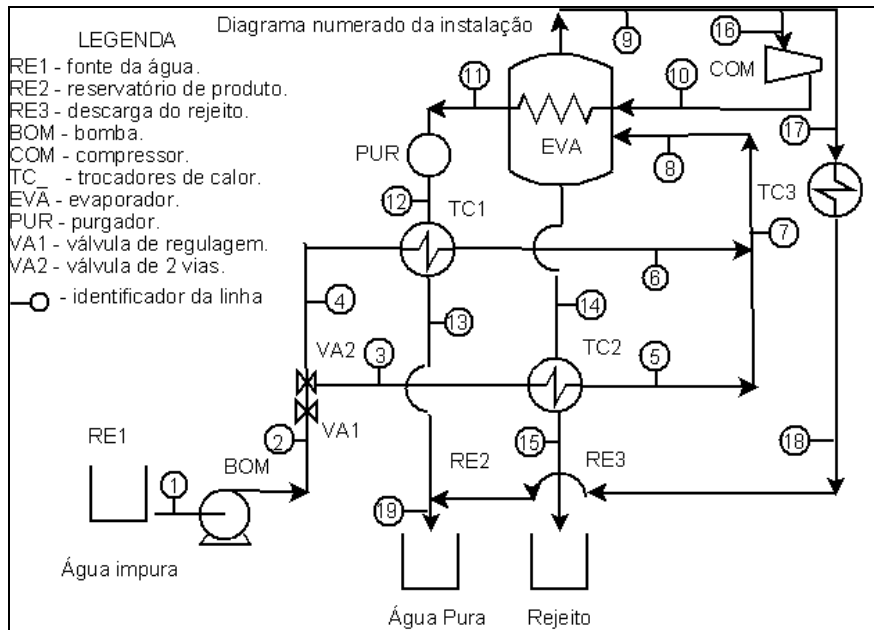 Diagrama numerado da instalação
LEGENDA
RE1 - fonte da água.
RE2 - reservatório de produto.
RE3 - descarga do rejeito.
BOM - bomba.
COM - compressor.
TC_ - trocadores de calor.
EVA - evaporador.
PUR - purgador.
VA1 - válvula de regulagem.
VA2 - válvula de 2 vias.
- identificador da linha
9
16
COM
11
10
EVA
PUR
8
17
TC3
12
TC1
7
6
4
13
14
VA2
3
TC2
5
RE1
2
VA1
15
18
BOM
RE2
RE3
1
19
Água impura
Água Pura
Rejeito